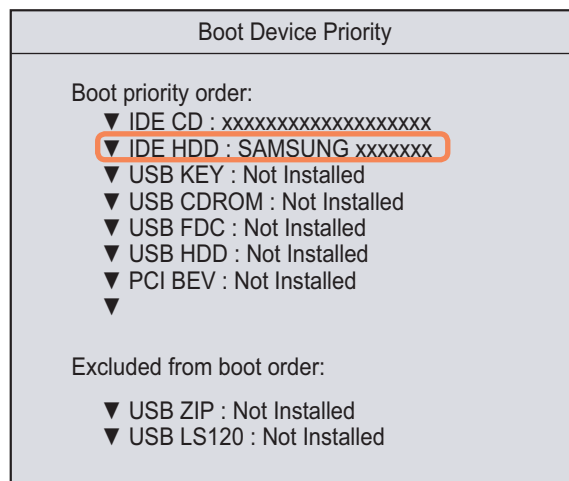 Boot Device Priority
Boot priority order:
▼ IDE CD : xxxxxxxxxxxxxxxxxxx
▼ IDE HDD : SAMSUNG xxxxxxx
▼ USB KEY : Not Installed
▼ USB CDROM : Not Installed
▼ USB FDC : Not Installed
▼ USB HDD : Not Installed
▼ PCI BEV : Not Installed
▼
Excluded from boot order:
▼ USB ZIP : Not Installed
▼ USB LS120 : Not Installed